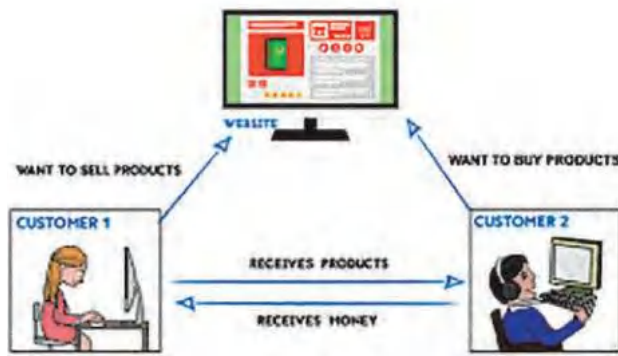 WEBSITE
WANT TO SELL PRODUCTS
WANT TO BUY PRODUCTS
CUSTOMER 1
CUSTOMER 2
RECEIVES PRODUCTS
RECEIVES MONEY